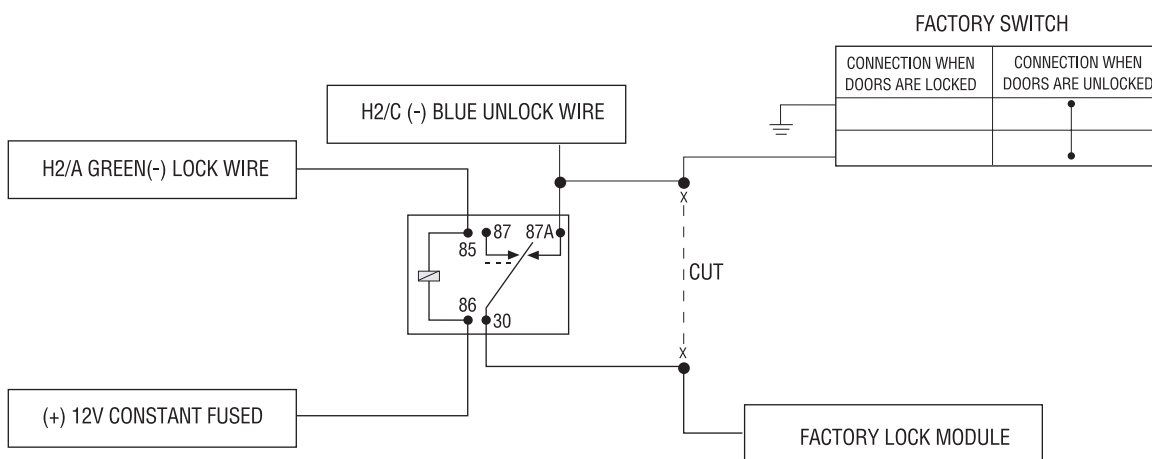 FACTORY SWITCH
CONNECTION WHEN
DOORS ARE LOCKED
CONNECTION WHEN
DOORS ARE UNLOCKED
H2/C (-) BLUE UNLOCK WIRE
H2/A GREEN(-) LOCK WIRE
87
87A
85
X
CUT
86
30
X
(+) 12V CONSTANT FUSED
FACTORY LOCK MODULE